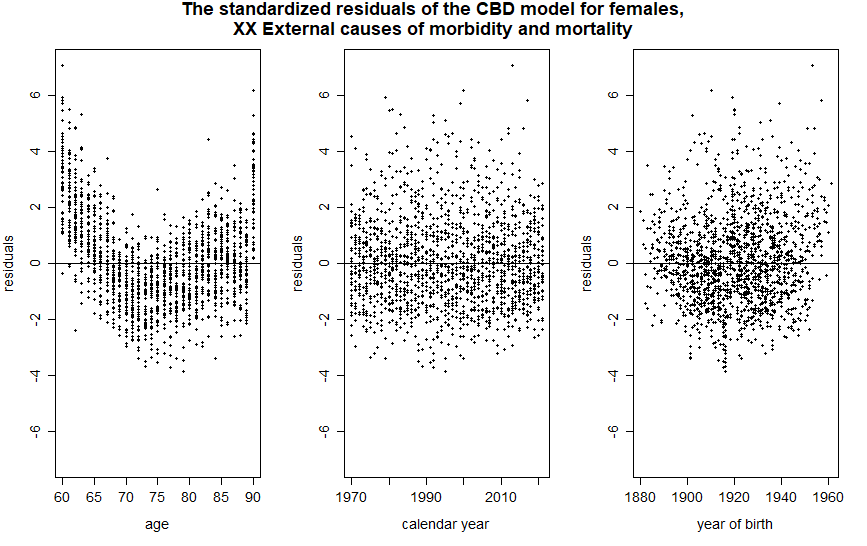 The standardized residuals of the CBD model for females,
XX External causes of morbidity and mortality
residuals
-6 -4 -2 0 2 4 6
60 65 70 75 80 85 90
age
residuals
-6 -4 -2 0 2 4 6
1970 1990 2010
calendar year
residuals
-6 -4 -2 0 2 4 6
1880 1900 1920 1940 1960
year of birth